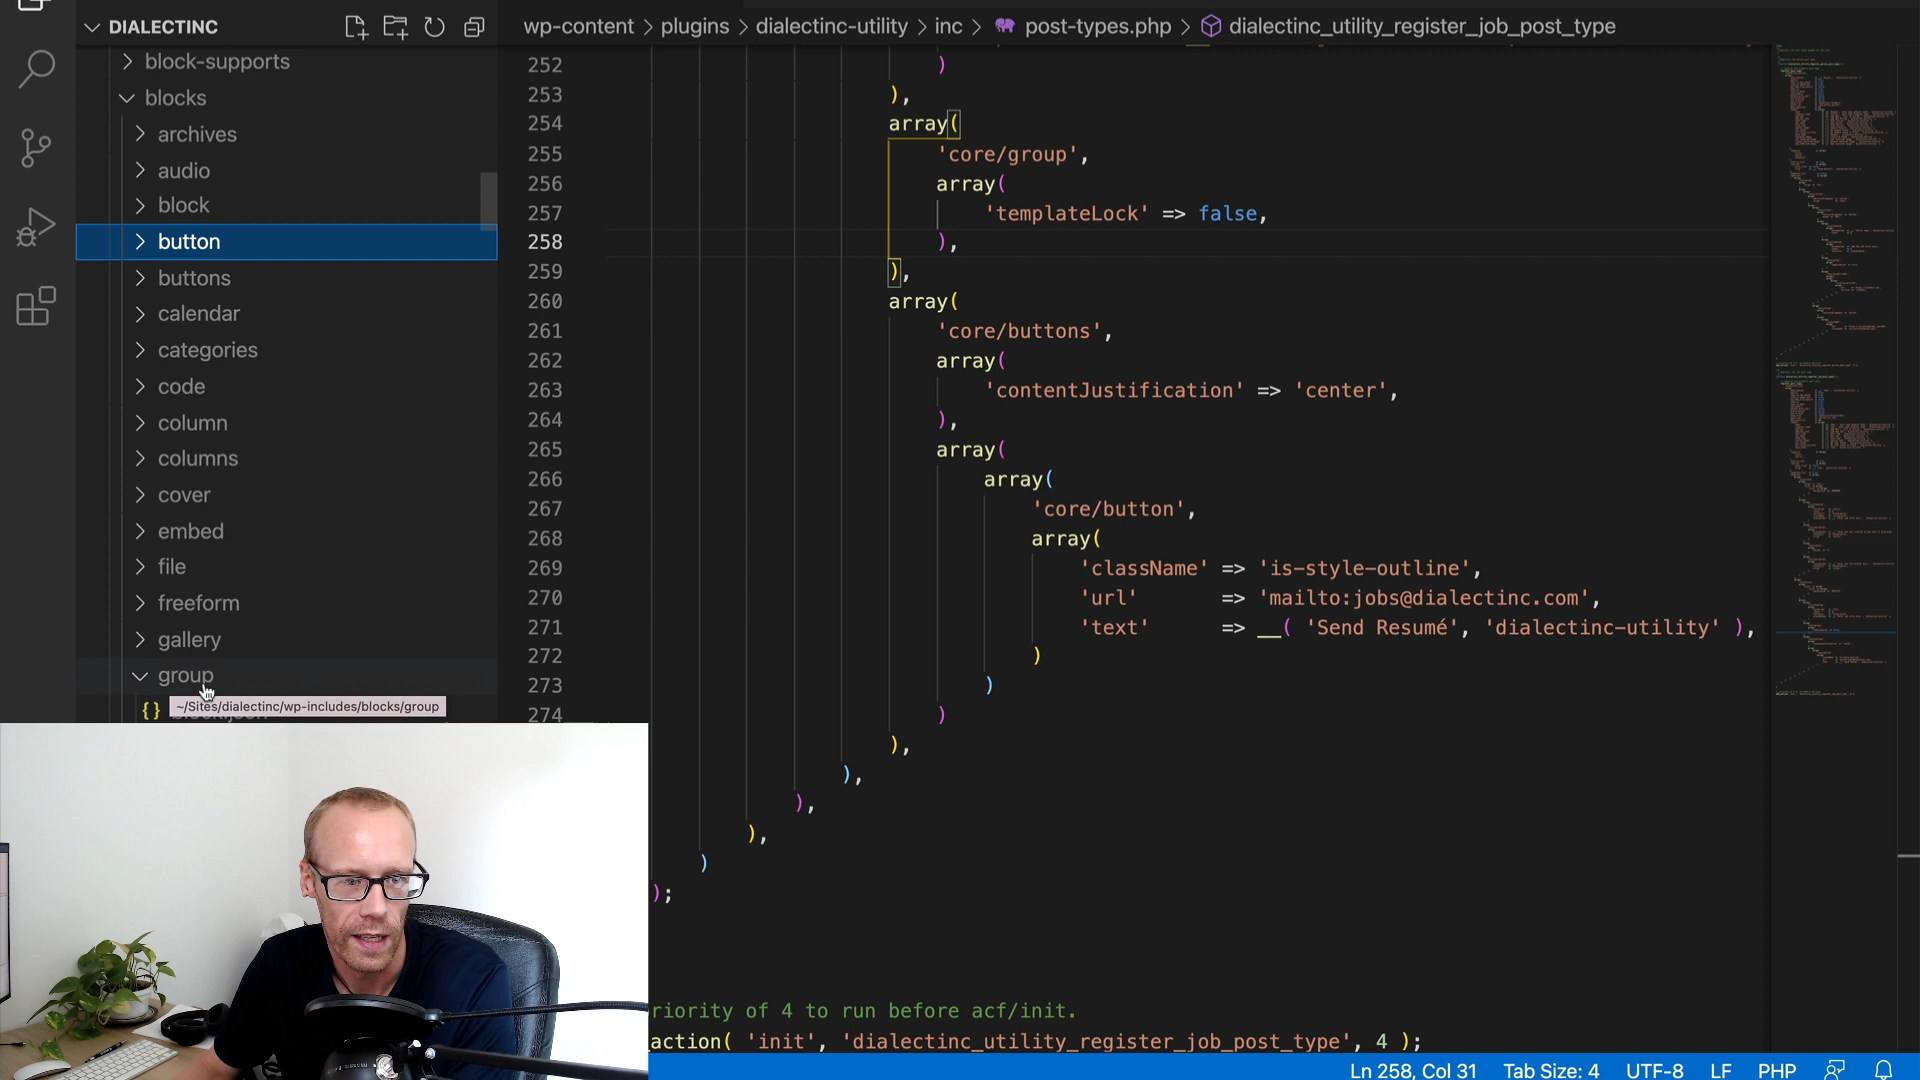 DIALECTINC
block-supports
blocks
archives
audio
block
button
buttons
calendar
categories
code
column
columns
cover
embed
file
freeform
gallery
group
~/Sites/dialectinc/wp-includes/blocks/group
wp-content > plugins > dialectinc-utility > inc > post-types.php > dialectinc_utility_register_job_post_type
252 )
253 ),
254 array(
255 'core/group',
256 array(
257 'templateLock' => false,
258 ),
259 ),
260 array(
261 'core/buttons',
262 array(
263 'contentJustification' => 'center',
264 ),
265 array(
266 array(
267 'core/button',
268 array(
269 'className' => 'is-style-outline',
270 'url' => 'mailto:jobs@dialectinc.com',
271 'text' => __( 'Send Resumé', 'dialectinc-utility' ),
272 )
273 )
274 )
),
),
),
),
)
);
riority of 4 to run before acf/init.
_action( 'init', 'dialectinc_utility_register_job_post_type', 4 );
Ln 258, Col 31 Tab Size: 4 UTF-8 LF PHP